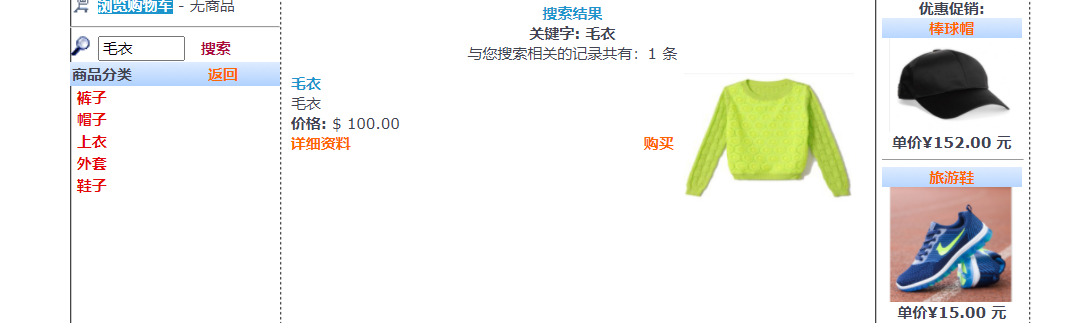 浏览购物车 - 无商品
毛衣 搜索
商品分类 返回
裤子
帽子
上衣
外套
鞋子
搜索结果
关键字: 毛衣
与您搜索相关的记录共有: 1 条
毛衣
毛衣
价格: $ 100.00
详细资料 购买
优惠促销:
棒球帽
单价¥152.00 元
旅游鞋
单价¥15.00 元